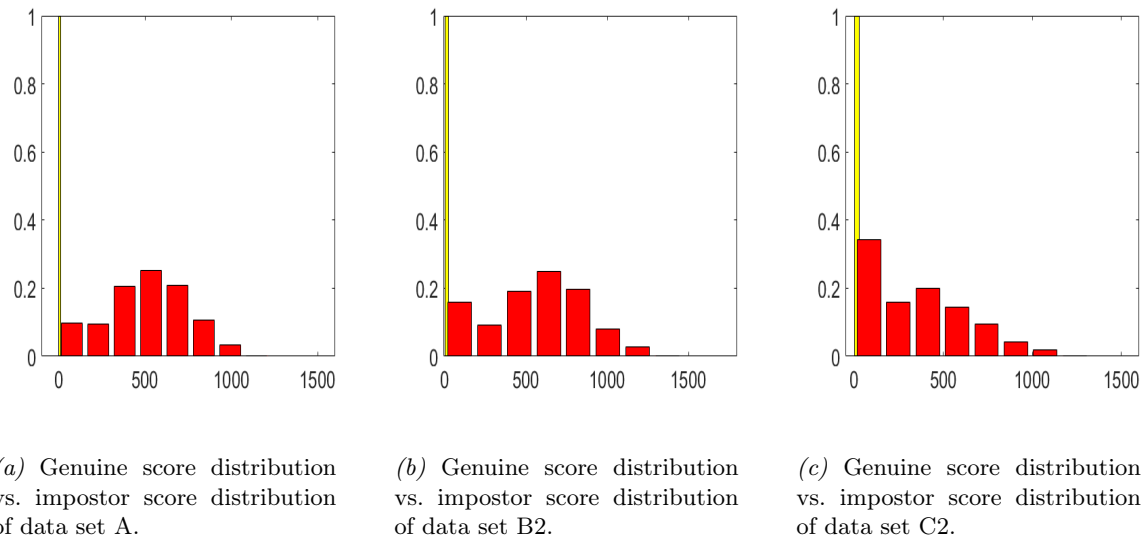 1
0.8
0.6
0.4
0.2
0
0 500 1000 1500
1
0.8
0.6
0.4
0.2
0
0 500 1000 1500
1
0.8
0.6
0.4
0.2
0
0 500 1000 1500
(a) Genuine score distribution
vs. impostor score distribution
of data set A.
(b) Genuine score distribution
vs. impostor score distribution
of data set B2.
(c) Genuine score distribution
vs. impostor score distribution
of data set C2.